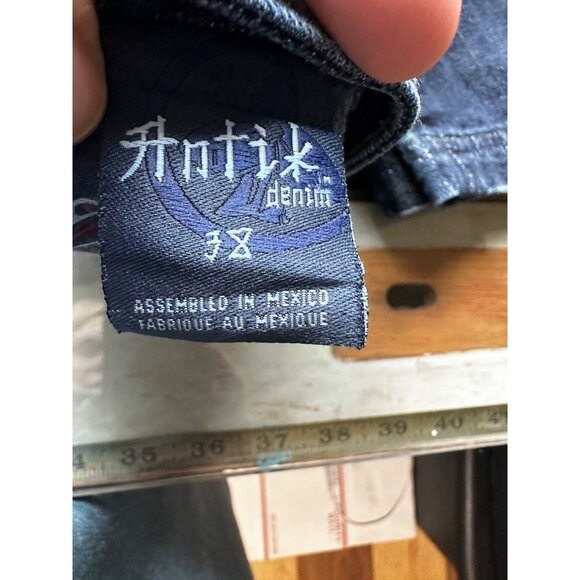 Antik
denim
38
ASSEMBLED IN MEXICO
FABRIQUE AU MEXIQUE
35 36 37 38 39 40